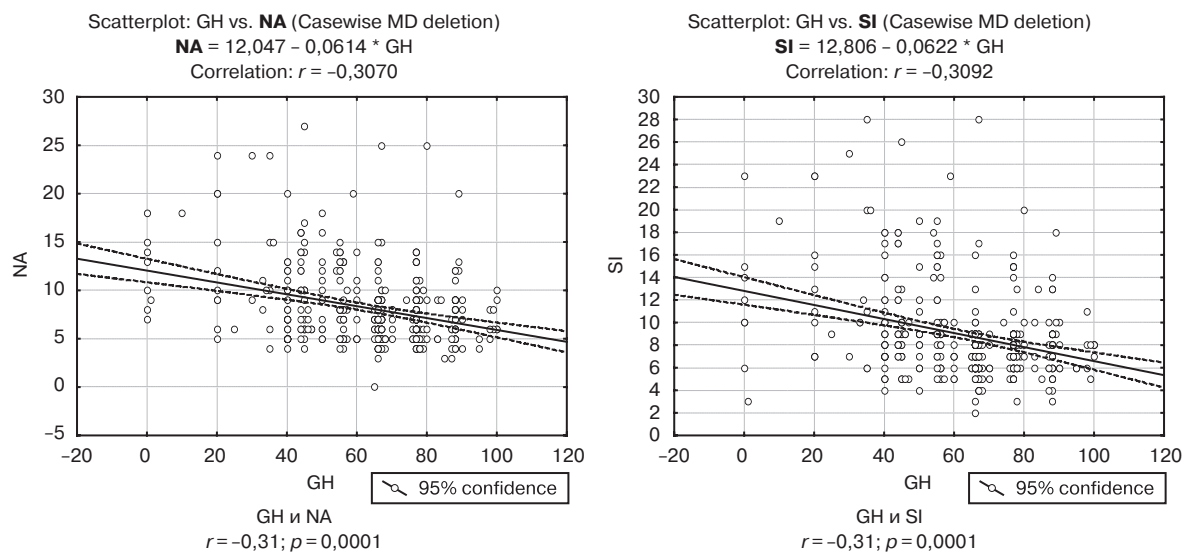 Scatterplot: GH vs. NA (Casewise MD deletion)
NA = 12,047 – 0,0614 * GH
Correlation: r = –0,3070
30
25
20
15
10
5
0
–5
NA
–20 0 20 40 60 80 100 120
GH
95% confidence
GH и NA
r = –0,31; p = 0,0001
Scatterplot: GH vs. SI (Casewise MD deletion)
SI = 12,806 – 0,0622 * GH
Correlation: r = –0,3092
30
28
26
24
22
20
18
16
14
12
10
8
6
4
2
0
SI
–20 0 20 40 60 80 100 120
GH
95% confidence
GH и SI
r = –0,31; p = 0,0001